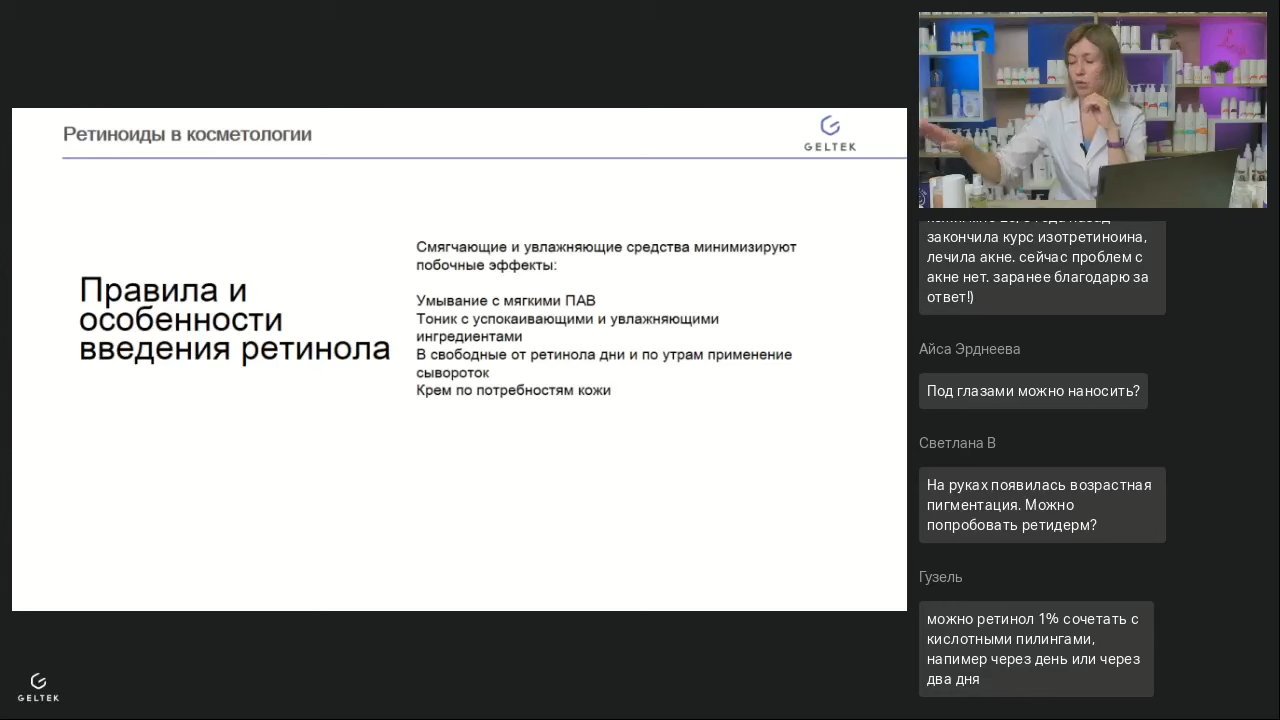 Ретиноиды в косметологии
GELTEK
Правила и
особенности
введения ретинола
Смягчающие и увлажняющие средства минимизируют
побочные эффекты:
Умывание с мягкими ПАВ
Тоник с успокаивающими и увлажняющими
ингредиентами
В свободные от ретинола дни и по утрам применение
сывороток
Крем по потребностям кожи
GELTEK
закончила курс изотретиноина,
лечила акне. сейчас проблем с
акне нет. заранее благодарю за
ответ!)
Айса Эрднеева
Под глазами можно наносить?
Светлана В
На руках появилась возрастная
пигментация. Можно
попробовать ретидерм?
Гузель
можно ретинол 1% сочетать с
кислотными пилингами,
напимер через день или через
два дня